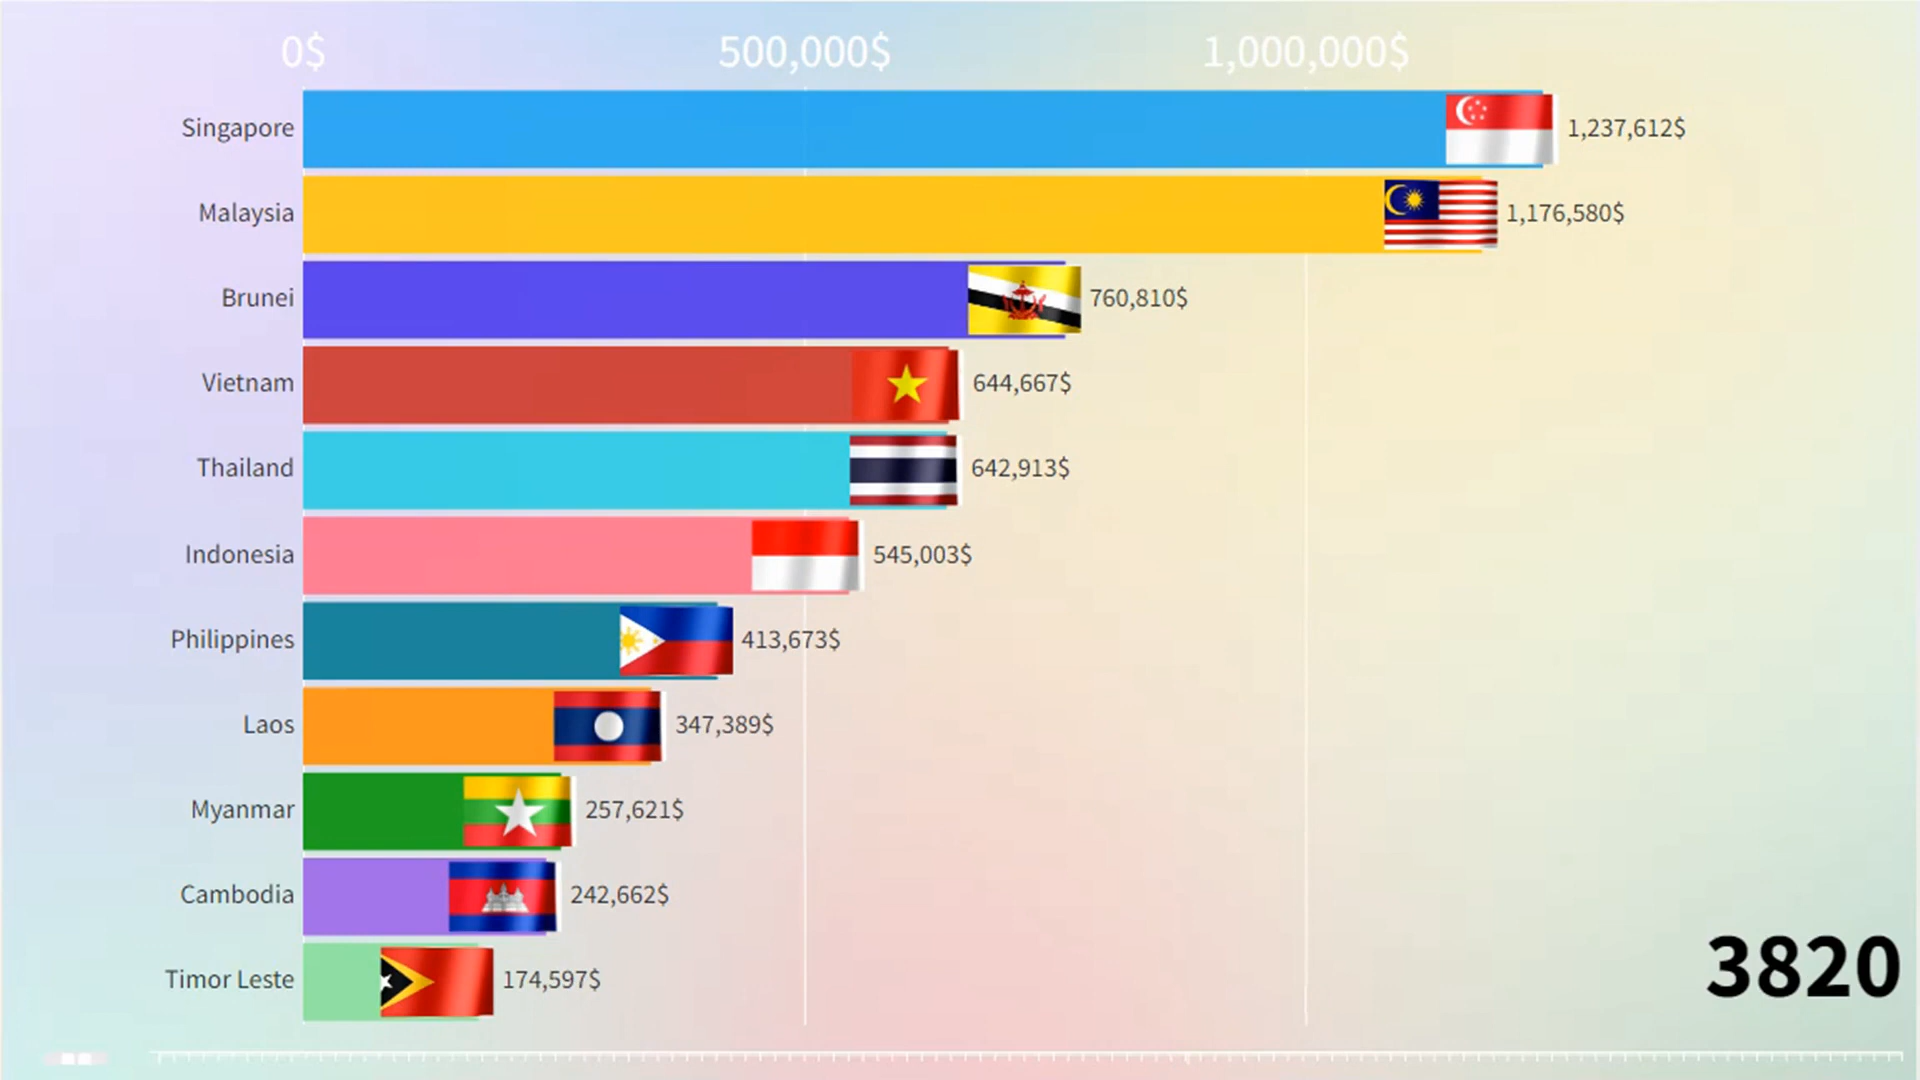 0$ 500,000$ 1,000,000$
Singapore 1,237,612$
Malaysia 1,176,580$
Brunei 760,810$
Vietnam 644,667$
Thailand 642,913$
Indonesia 545,003$
Philippines 413,673$
Laos 347,389$
Myanmar 257,621$
Cambodia 242,662$
Timor Leste 174,597$
3820